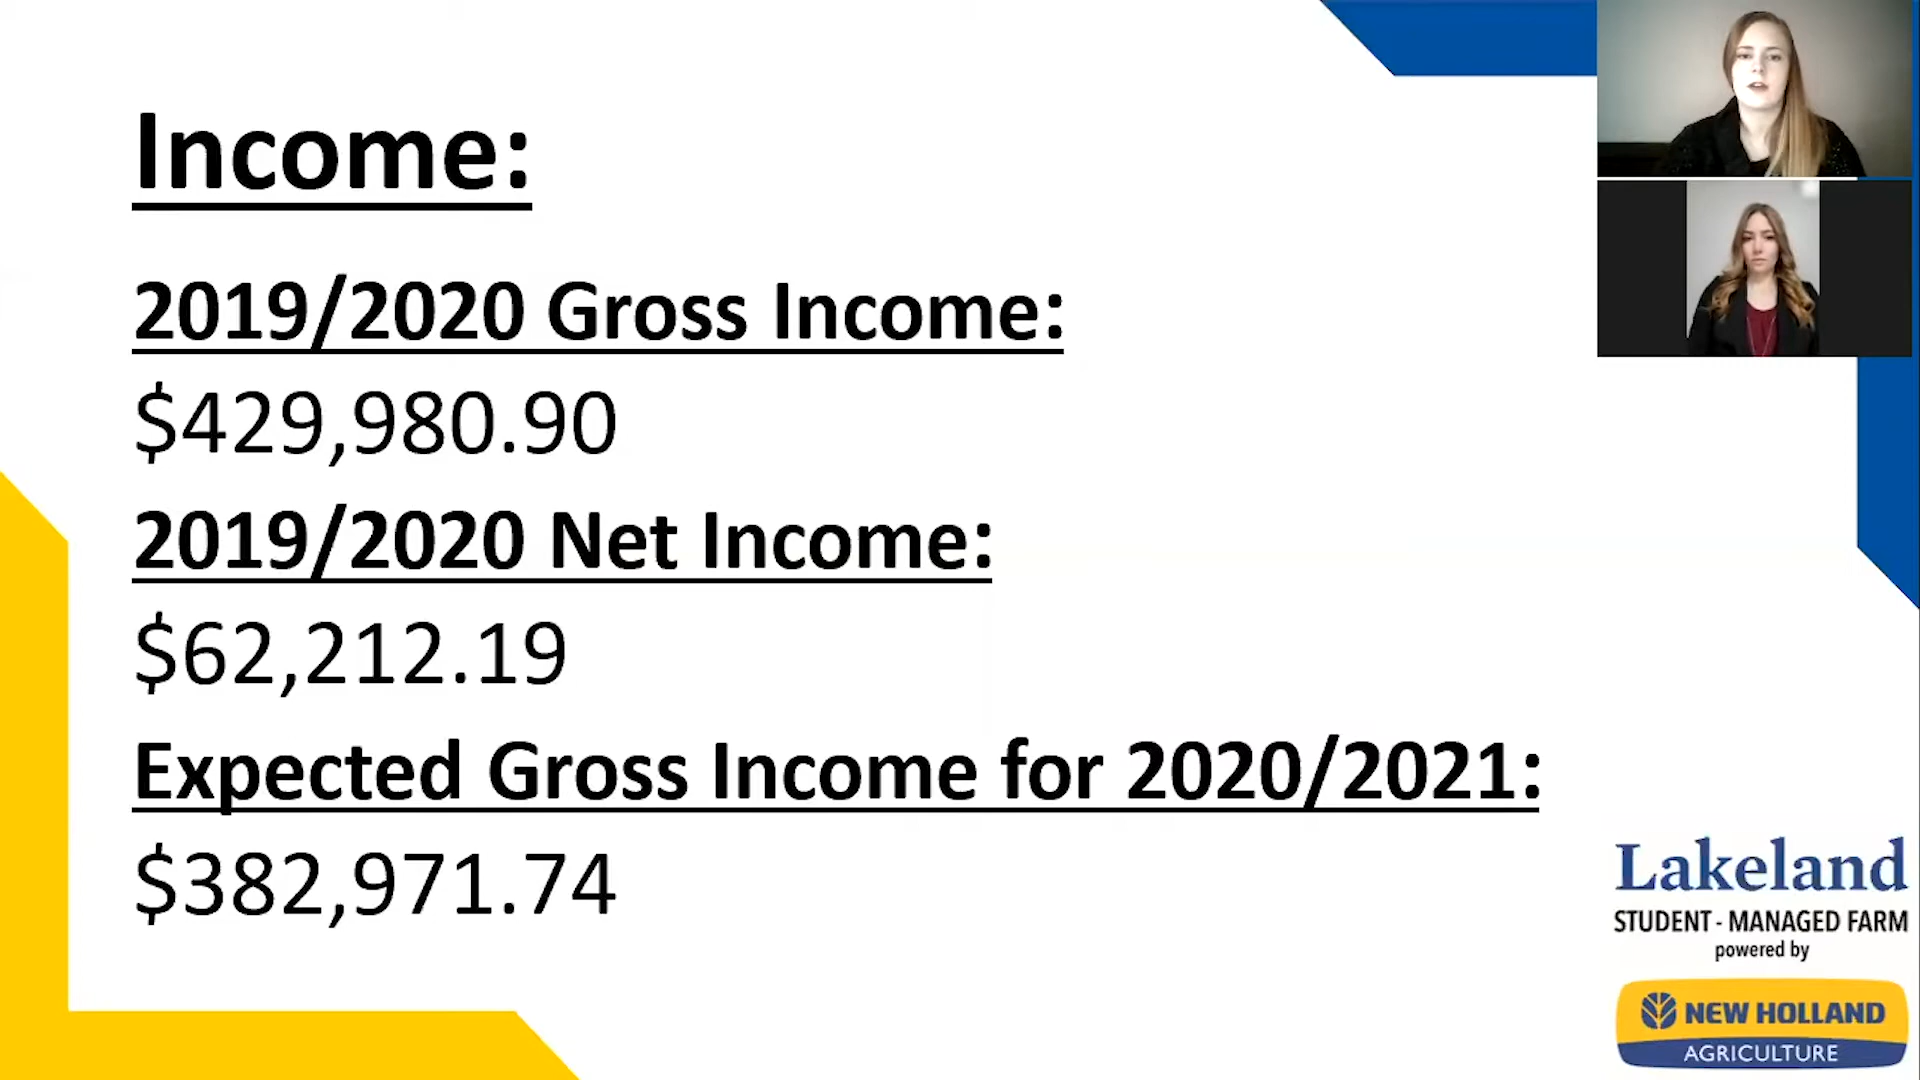 Income:
2019/2020 Gross Income:
$429,980.90
2019/2020 Net Income:
$62,212.19
Expected Gross Income for 2020/2021:
$382,971.74
Lakeland
STUDENT - MANAGED FARM
powered by
NEW HOLLAND
AGRICULTURE